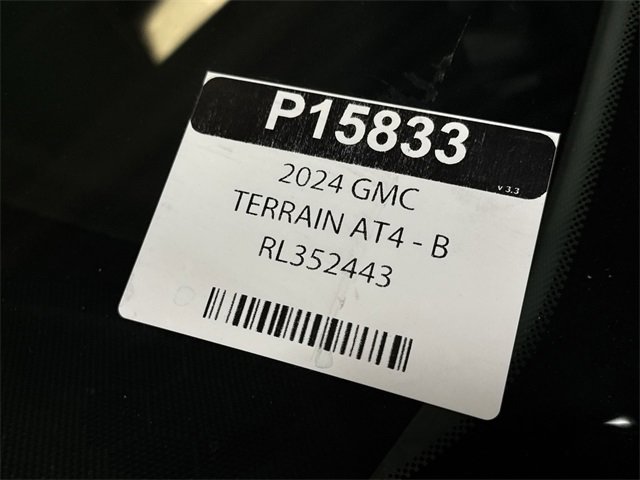 P15833
v 3.3
2024 GMC
TERRAIN AT4 - B
RL352443